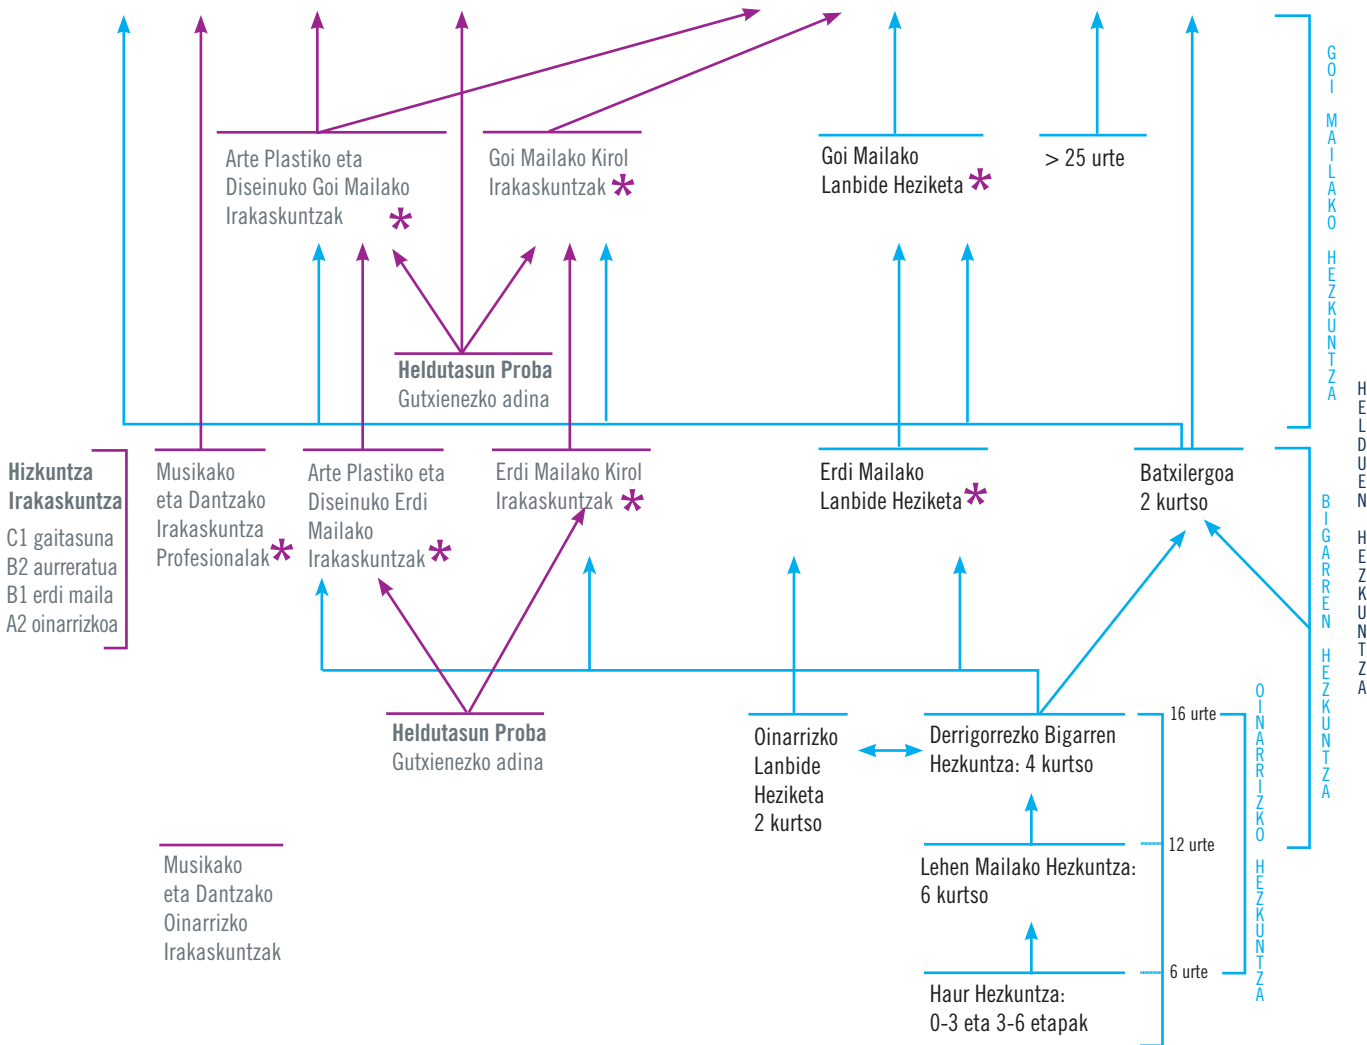 Arte Plastiko eta
Diseinuko Goi Mailako
Irakaskuntzak *
Goi Mailako Kirol
Irakaskuntzak *
Goi Mailako
Lanbide Heziketa *
> 25 urte
GOI MAILAKO HEZKUNTZA
Heldutasun Proba
Gutxienezko adina
Hizkuntza
Irakaskuntza
C1 gaitasuna
B2 aurreratua
B1 erdi maila
A2 oinarrizkoa
Musikako
eta Dantzako
Irakaskuntza
Profesionalak *
Arte Plastiko eta
Diseinuko Erdi
Mailako
Irakaskuntzak *
Erdi Mailako Kirol
Irakaskuntzak *
Erdi Mailako
Lanbide Heziketa *
Batxilergoa
2 kurtso
BIGARREN HEZKUNTZA
HELDUEN HEZKUNTZA
Heldutasun Proba
Gutxienezko adina
Oinarrizko
Lanbide
Heziketa
2 kurtso
Derrigorrezko Bigarren
Hezkuntza: 4 kurtso
16 urte
OINARRIZKO HEZKUNTZA
Musikako
eta Dantzako
Oinarrizko
Irakaskuntzak
Lehen Mailako Hezkuntza:
6 kurtso
12 urte
Haur Hezkuntza:
0-3 eta 3-6 etapak
6 urte